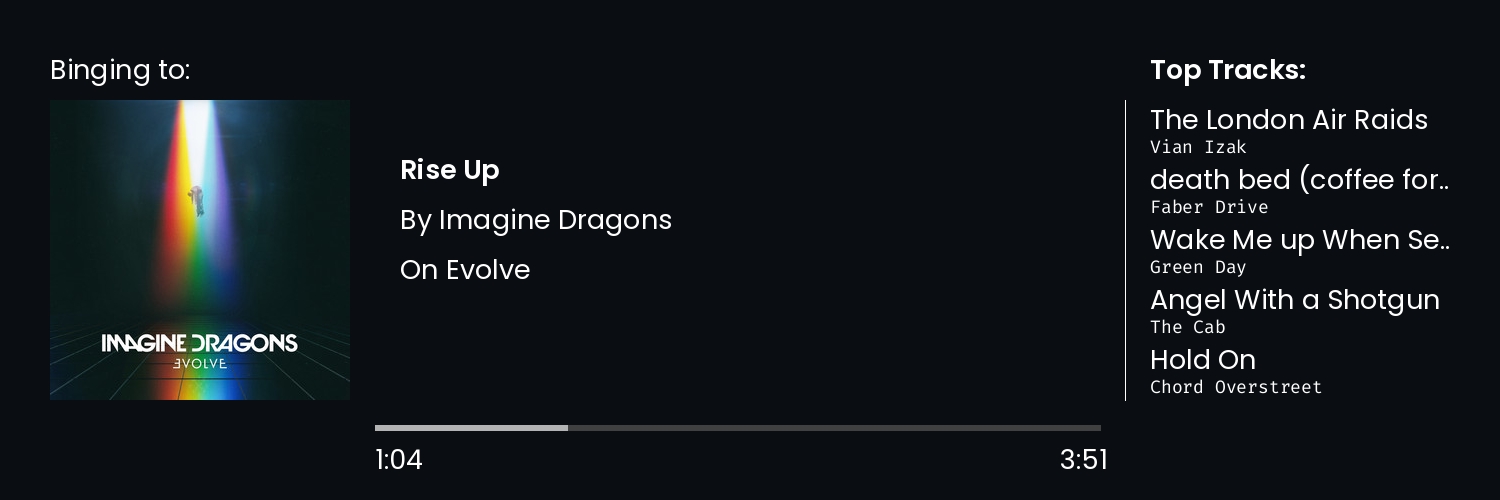 Binging to:
IMAGINE DRAGONS
EVOLVE
Rise Up
By Imagine Dragons
On Evolve
1:04
3:51
Top Tracks:
The London Air Raids
Vian Izak
death bed (coffee for..
Faber Drive
Wake Me up When Se..
Green Day
Angel With a Shotgun
The Cab
Hold On
Chord Overstreet